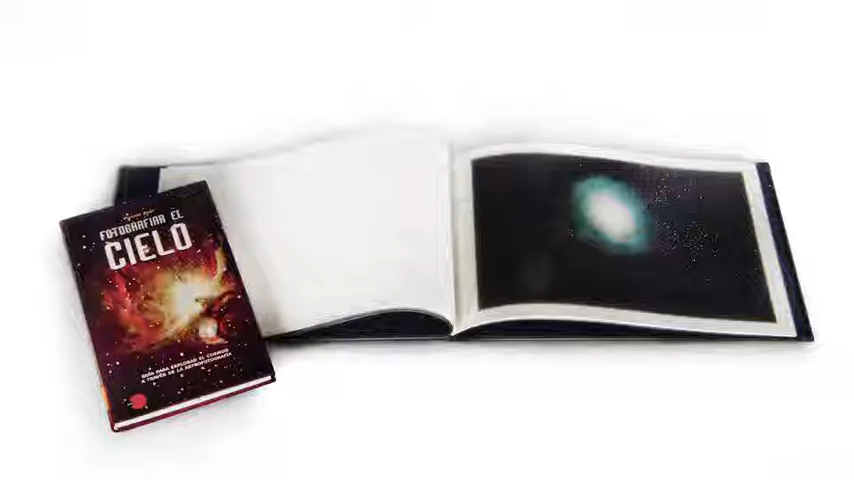 FOTOGRAFIAR EL
CIELO
GUÍA PARA EXPLORAR EL COSMOS
A TRAVÉS DE LA ASTROFOTOGRAFÍA